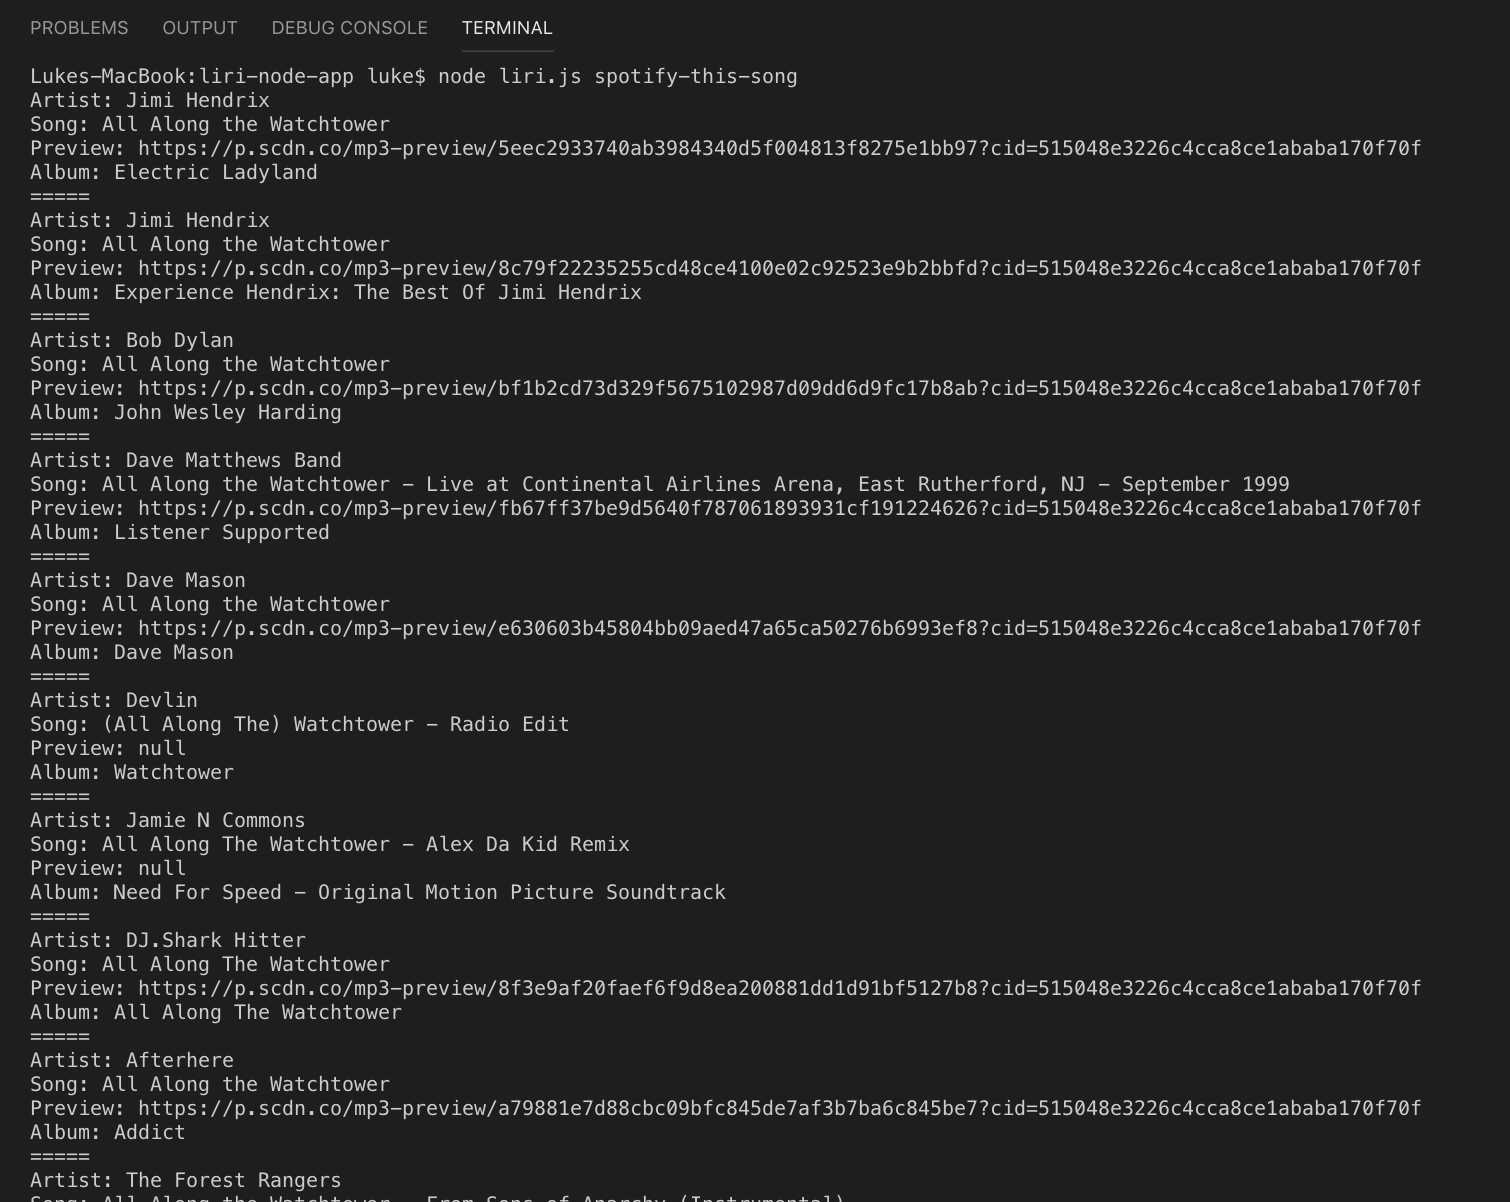 PROBLEMS OUTPUT DEBUG CONSOLE TERMINAL
Lukes-MacBook:liri-node-app luke$ node liri.js spotify-this-song
Artist: Jimi Hendrix
Song: All Along the Watchtower
Preview: https://p.scdn.co/mp3-preview/5eec2933740ab3984340d5f004813f8275e1bb97?cid=515048e3226c4cca8ce1ababa170f70f
Album: Electric Ladyland
=====
Artist: Jimi Hendrix
Song: All Along the Watchtower
Preview: https://p.scdn.co/mp3-preview/8c79f22235255cd48ce4100e02c92523e9b2bbfd?cid=515048e3226c4cca8ce1ababa170f70f
Album: Experience Hendrix: The Best Of Jimi Hendrix
=====
Artist: Bob Dylan
Song: All Along the Watchtower
Preview: https://p.scdn.co/mp3-preview/bf1b2cd73d329f5675102987d09dd6d9fc17b8ab?cid=515048e3226c4cca8ce1ababa170f70f
Album: John Wesley Harding
=====
Artist: Dave Matthews Band
Song: All Along the Watchtower - Live at Continental Airlines Arena, East Rutherford, NJ - September 1999
Preview: https://p.scdn.co/mp3-preview/fb67ff37be9d5640f787061893931cf191224626?cid=515048e3226c4cca8ce1ababa170f70f
Album: Listener Supported
=====
Artist: Dave Mason
Song: All Along the Watchtower
Preview: https://p.scdn.co/mp3-preview/e630603b45804bb09aed47a65ca50276b6993ef8?cid=515048e3226c4cca8ce1ababa170f70f
Album: Dave Mason
=====
Artist: Devlin
Song: (All Along The) Watchtower - Radio Edit
Preview: null
Album: Watchtower
=====
Artist: Jamie N Commons
Song: All Along The Watchtower - Alex Da Kid Remix
Preview: null
Album: Need For Speed - Original Motion Picture Soundtrack
=====
Artist: DJ.Shark Hitter
Song: All Along The Watchtower
Preview: https://p.scdn.co/mp3-preview/8f3e9af20faef6f9d8ea200881dd1d91bf5127b8?cid=515048e3226c4cca8ce1ababa170f70f
Album: All Along The Watchtower
=====
Artist: Afterhere
Song: All Along the Watchtower
Preview: https://p.scdn.co/mp3-preview/a79881e7d88cbc09bfc845de7af3b7ba6c845be7?cid=515048e3226c4cca8ce1ababa170f70f
Album: Addict
=====
Artist: The Forest Rangers
Song: All Along the Watchtower - From Sons of Anarchy (Instrumental)